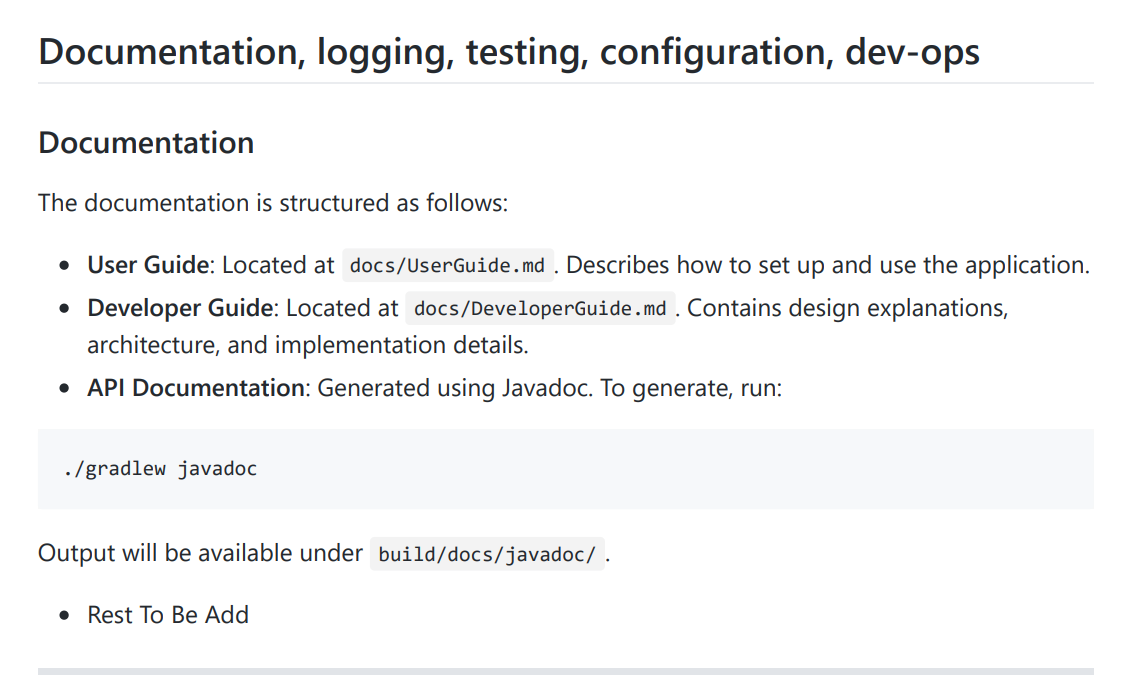 Documentation, logging, testing, configuration, dev-ops
Documentation
The documentation is structured as follows:
User Guide: Located at docs/UserGuide.md. Describes how to set up and use the application.
Developer Guide: Located at docs/DeveloperGuide.md. Contains design explanations,
architecture, and implementation details.
API Documentation: Generated using Javadoc. To generate, run:
./gradlew javadoc
Output will be available under build/docs/javadoc/.
Rest To Be Add